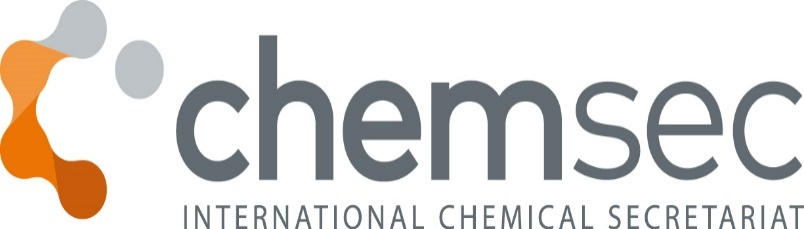 chemsec
INTERNATIONAL CHEMICAL SECRETARIAT